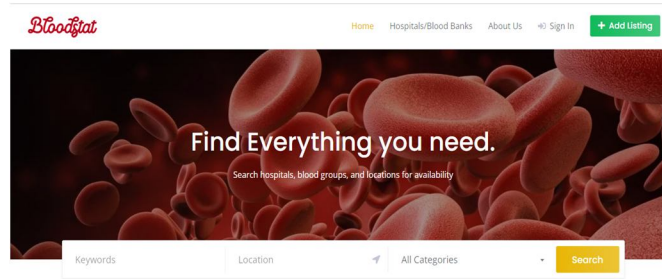 Bloodstat
Home Hospitals/Blood Banks About Us Sign In + Add Listing
Find Everything you need.
Search hospitals, blood groups, and locations for availability
Keywords Location All Categories Search